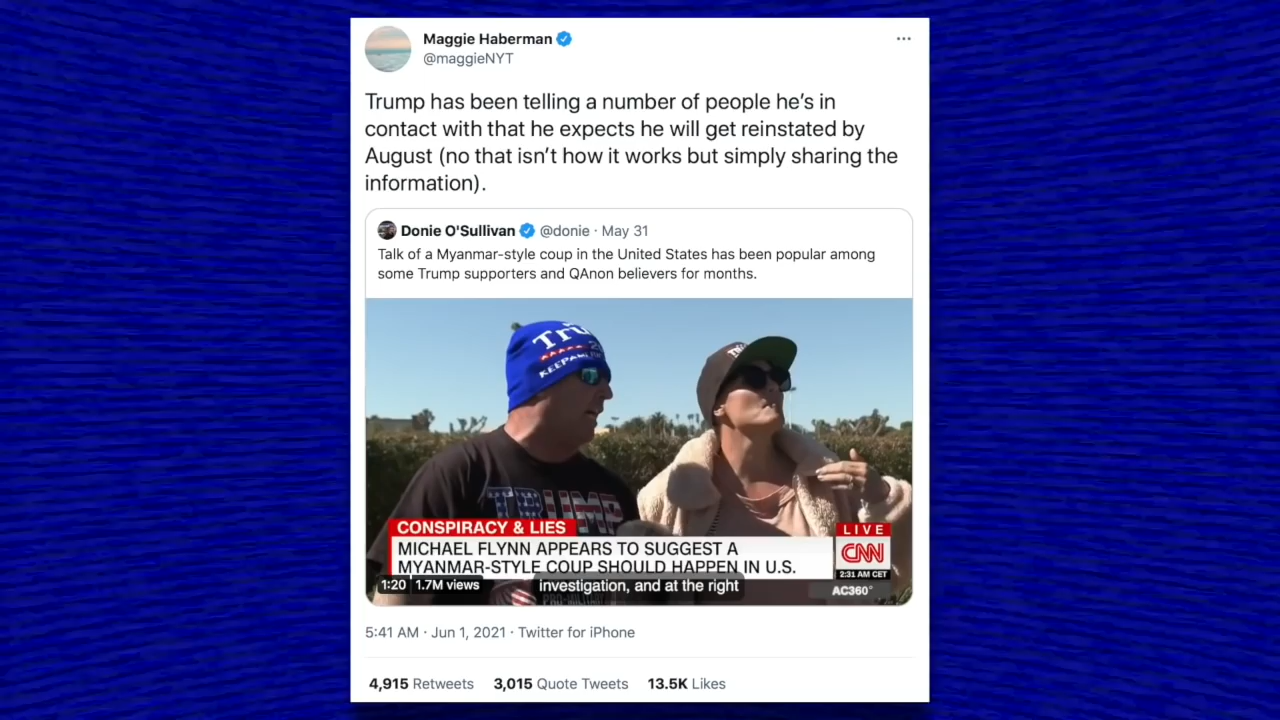 Maggie Haberman
@maggieNYT
Trump has been telling a number of people he's in
contact with that he expects he will get reinstated by
August (no that isn't how it works but simply sharing the
information).
Donie O'Sullivan @donie · May 31
Talk of a Myanmar-style coup in the United States has been popular among
some Trump supporters and QAnon believers for months.
TRUMP
CONSPIRACY & LIES
MICHAEL FLYNN APPEARS TO SUGGEST A
MYANMAR-STYLE COUP SHOULD HAPPEN IN U.S.
LIVE
CNN
2:31 AM CET
AC360°
1:20 1.7M views
investigation, and at the right
5:41 AM · Jun 1, 2021 · Twitter for iPhone
4,915 Retweets 3,015 Quote Tweets 13.5K Likes